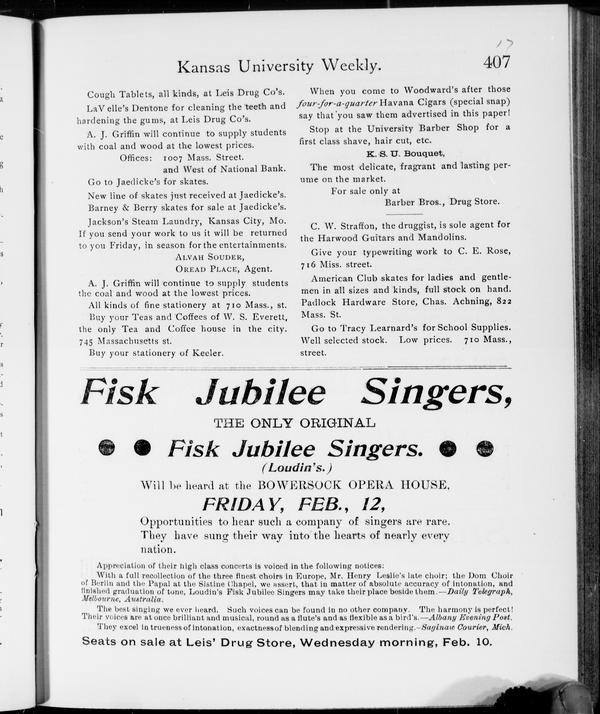 17
Kansas University Weekly. 407
Cough Tablets, all kinds, at Leis Drug Co's.
LaVelle's Dentone for cleaning the teeth and
hardening the gums, at Leis Drug Co's.
A. J. Griffin will continue to supply students
with coal and wood at the lowest prices.
Offices: 1007 Mass. Street.
and West of National Bank.
Go to Jaedicke's for skates.
New line of skates just received at Jaedicke's.
Barney & Berry skates for sale at Jaedicke's.
Jackson's Steam Laundry, Kansas City, Mo.
If you send your work to us it will be returned
to you Friday, in season for the entertainments.
ALVAH SOUDER,
OREAD PLACE, Agent.
A. J. Griffin will continue to supply students
the coal and wood at the lowest prices.
All kinds of fine stationery at 710 Mass., st.
Buy your Teas and Coffees of W. S. Everett,
the only Tea and Coffee house in the city.
745 Massachusetts st.
Buy your stationery of Keeler.
When you come to Woodward's after those
four-for-a-quarter Havana Cigars (special snap)
say that you saw them advertised in this paper!
Stop at the University Barber Shop for a
first class shave, hair cut, etc.
K. S. U. Bouquet,
The most delicate, fragrant and lasting per-
ume on the market.
For sale only at
Barber Bros., Drug Store.
C. W. Straffon, the druggist, is sole agent for
the Harwood Guitars and Mandolins.
Give your typewriting work to C. E. Rose,
716 Miss. street.
American Club skates for ladies and gentle-
men in all sizes and kinds, full stock on hand.
Padlock Hardware Store, Chas. Achning, 822
Mass. St.
Go to Tracy Learnard's for School Supplies.
Well selected stock. Low prices. 710 Mass.,
street.
Fisk Jubilee Singers,
THE ONLY ORIGINAL
Fisk Jubilee Singers.
(Loudin's.)
Will be heard at the BOWERSOCK OPERA HOUSE,
FRIDAY, FEB., 12,
Opportunities to hear such a company of singers are rare.
They have sung their way into the hearts of nearly every
nation.
Appreciation of their high class concerts is voiced in the following notices:
With a full recollection of the three finest choirs in Europe, Mr. Henry Leslie's late choir; the Dom Choir
of Berlin and the Papal at the Sistine Chapel, we assert, that in matter of absolute accuracy of intonation, and
finished graduation of tone, Loudin's Fisk Jubilee Singers may take their place beside them.—Daily Telegraph,
Melbourne, Australia.
The best singing we ever heard. Such voices can be found in no other company. The harmony is perfect!
Their voices are at once brilliant and musical, round as a flute's and as flexible as a bird's.—Albany Evening Post.
They excel in trueness of intonation, exactness of blending and expressive rendering.—Saginaw Courier, Mich.
Seats on sale at Leis' Drug Store, Wednesday morning, Feb. 10.